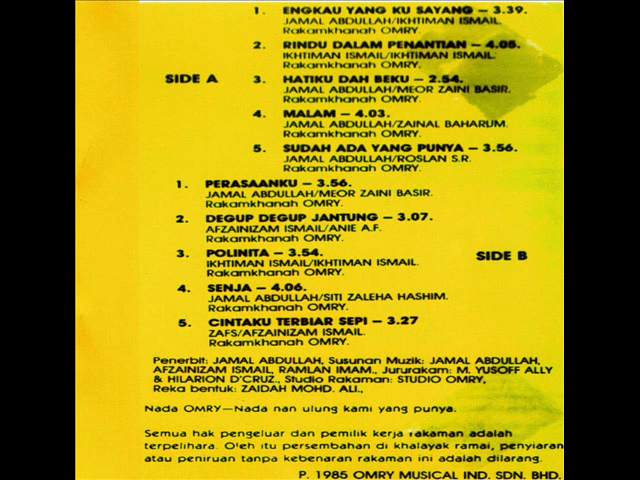 1. ENGKAU YANG KU SAYANG – 3.39.
JAMAL ABDULLAH/IKHTIMAN ISMAIL.
Rakamkhanah OMRY.
2. RINDU DALAM PENANTIAN – 4.05.
IKHTIMAN ISMAIL/IKHTIMAN ISMAIL.
Rakamkhanah OMRY.
SIDE A
3. HATIKU DAH BEKU – 2.54.
JAMAL ABDULLAH/MEOR ZAINI BASIR.
Rakamkhanah OMRY.
4. MALAM – 4.03.
JAMAL ABDULLAH/ZAINAL BAHARUM.
Rakamkhanah OMRY.
5. SUDAH ADA YANG PUNYA – 3.56.
JAMAL ABDULLAH/ROSLAN S.R.
Rakamkhanah OMRY.
1. PERASAANKU – 3.56.
JAMAL ABDULLAH/MEOR ZAINI BASIR.
Rakamkhanah OMRY.
2. DEGUP DEGUP JANTUNG – 3.07.
AFZAINIZAM ISMAIL/ANIE A.F.
Rakamkhanah OMRY.
3. POLINITA – 3.54.
IKHTIMAN ISMAIL/IKHTIMAN ISMAIL.
Rakamkhanah OMRY.
SIDE B
4. SENJA – 4.06.
JAMAL ABDULLAH/SITI ZALEHA HASHIM.
Rakamkhanah OMRY.
5. CINTAKU TERBIAR SEPI – 3.27
ZAFS/AFZAINIZAM ISMAIL.
Rakamkhanah OMRY.
Penerbit: JAMAL ABDULLAH, Susunan Muzik: JAMAL ABDULLAH,
AFZAINIZAM ISMAIL, RAMLAN IMAM., Jururakam: M. YUSOFF ALLY
& HILARION D'CRUZ., Studio Rakaman: STUDIO OMRY,
Reka bentuk: ZAIDAH MOHD. ALI.,
Nada OMRY—Nada nan ulung kami yang punya.
Semua hak pengeluar dan pemilik kerja rakaman adalah
terpelihara. Oleh itu persembahan di khalayak ramai, penyiaran
atau peniruan tanpa kebenaran rakaman ini adalah dilarang.
P. 1985 OMRY MUSICAL IND. SDN. BHD.